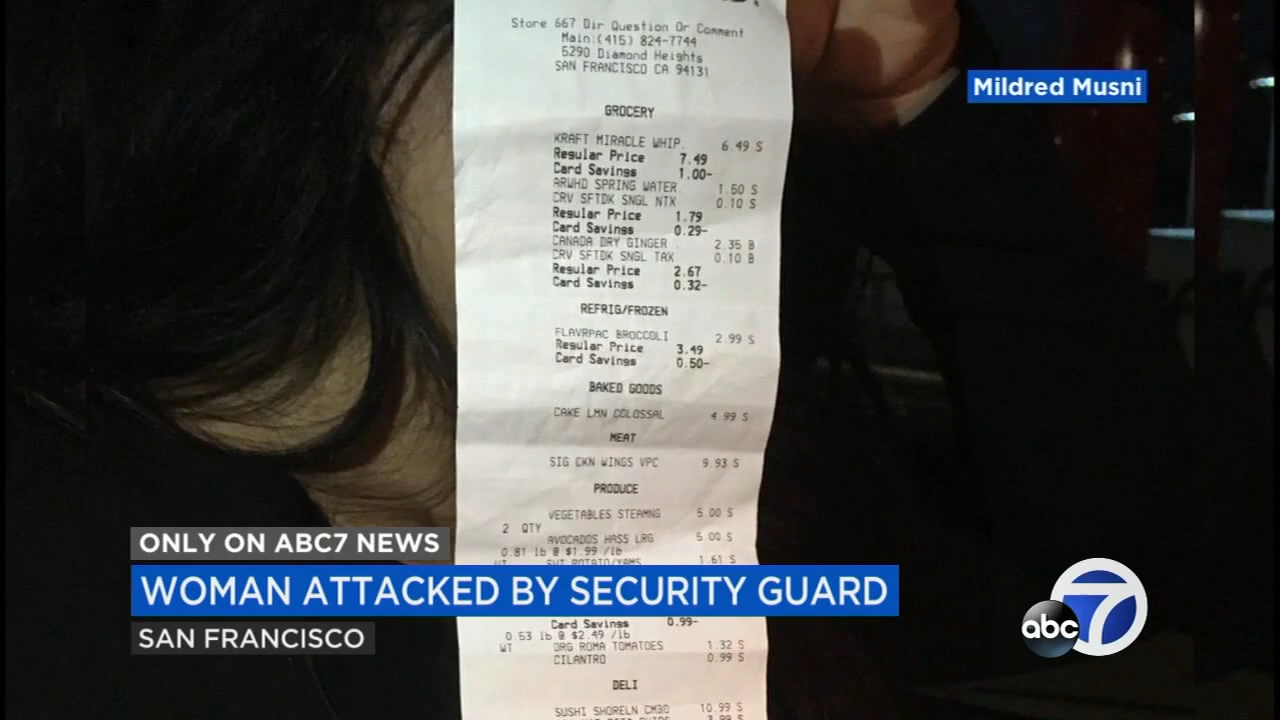 Store 667 Dir Question Or Comment
Main:(415) 824-7744
5290 Diamond Heights
SAN FRANCISCO CA 94131
Mildred Musni
GROCERY
KRAFT MIRACLE WHIP. 6.49 S
Regular Price 7.49
Card Savings 1.00-
ARWHD SPRING WATER. 1.50 S
CRV SFTDK SNGL NTX 0.10 S
Regular Price 1.79
Card Savings 0.29-
CANADA DRY GINGER . 2.35 B
CRV SFTDK SNGL TAX 0.10 B
Regular Price 2.67
Card Savings 0.32-
REFRIG/FROZEN
FLAVRPAC BROCCOLI 2.99 S
Regular Price 3.49
Card Savings 0.50-
BAKED GOODS
CAKE LMN COLOSSAL 4.99 S
MEAT
SIG CKN WINGS VPC 9.93 S
PRODUCE
VEGETABLES STEAMNG 5.00 S
2 QTY
AVOCADOS HASS LRG 5.00 S
0.81 lb @ $1.99 /lb
WT SWT POTATO/YAMS 1.61 S
ONLY ON ABC7 NEWS
WOMAN ATTACKED BY SECURITY GUARD
SAN FRANCISCO
abc 7
Card Savings 0.99-
0.53 lb @ $2.49 /lb
WT ORG ROMA TOMATOES 1.32 S
CILANTRO 0.99 S
DELI
SUSHI SHORELN CM3O 10.99 S